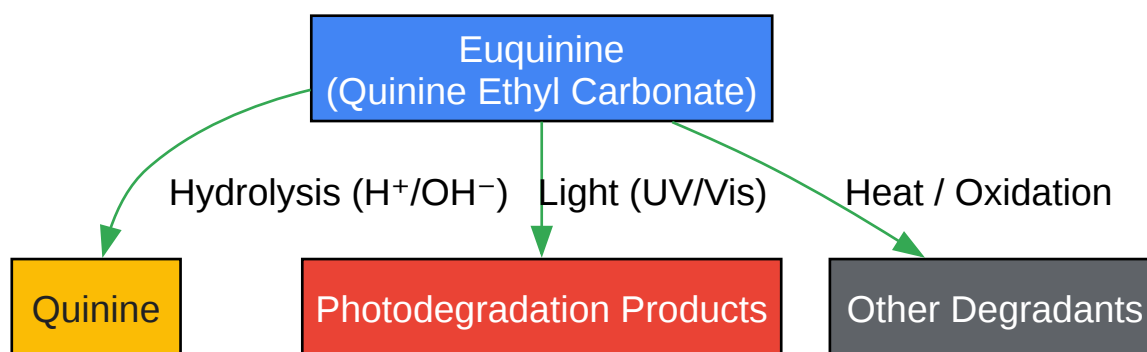 Euquinine
(Quinine Ethyl Carbonate)
Hydrolysis (H⁺/OH⁻)
Light (UV/Vis)
Heat / Oxidation
Quinine
Photodegradation Products
Other Degradants